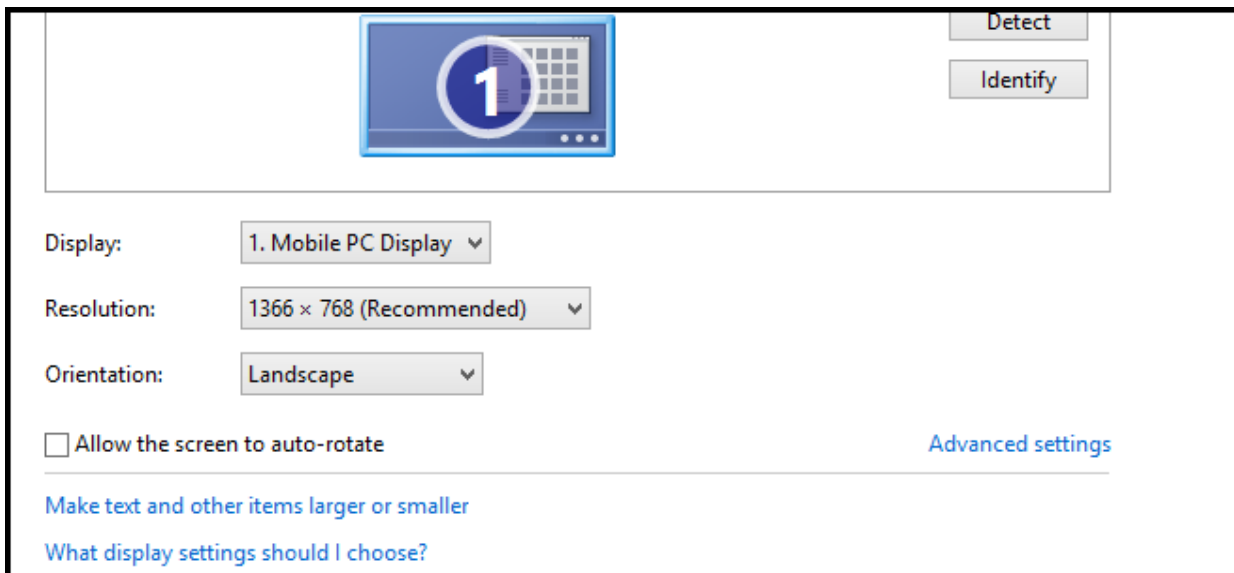 Detect
1
Identify
Display: 1. Mobile PC Display
Resolution: 1366 × 768 (Recommended)
Orientation: Landscape
Allow the screen to auto-rotate Advanced settings
Make text and other items larger or smaller
What display settings should I choose?